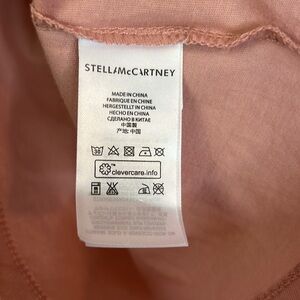 STELLA McCARTNEY
MADE IN CHINA
FABRIQUE EN CHINE
HERGESTELLT IN CHINA
HECHO EN CHINA
СДЕЛАНО В КИТАЕ
中国製
产地: 中国
clevercare.info